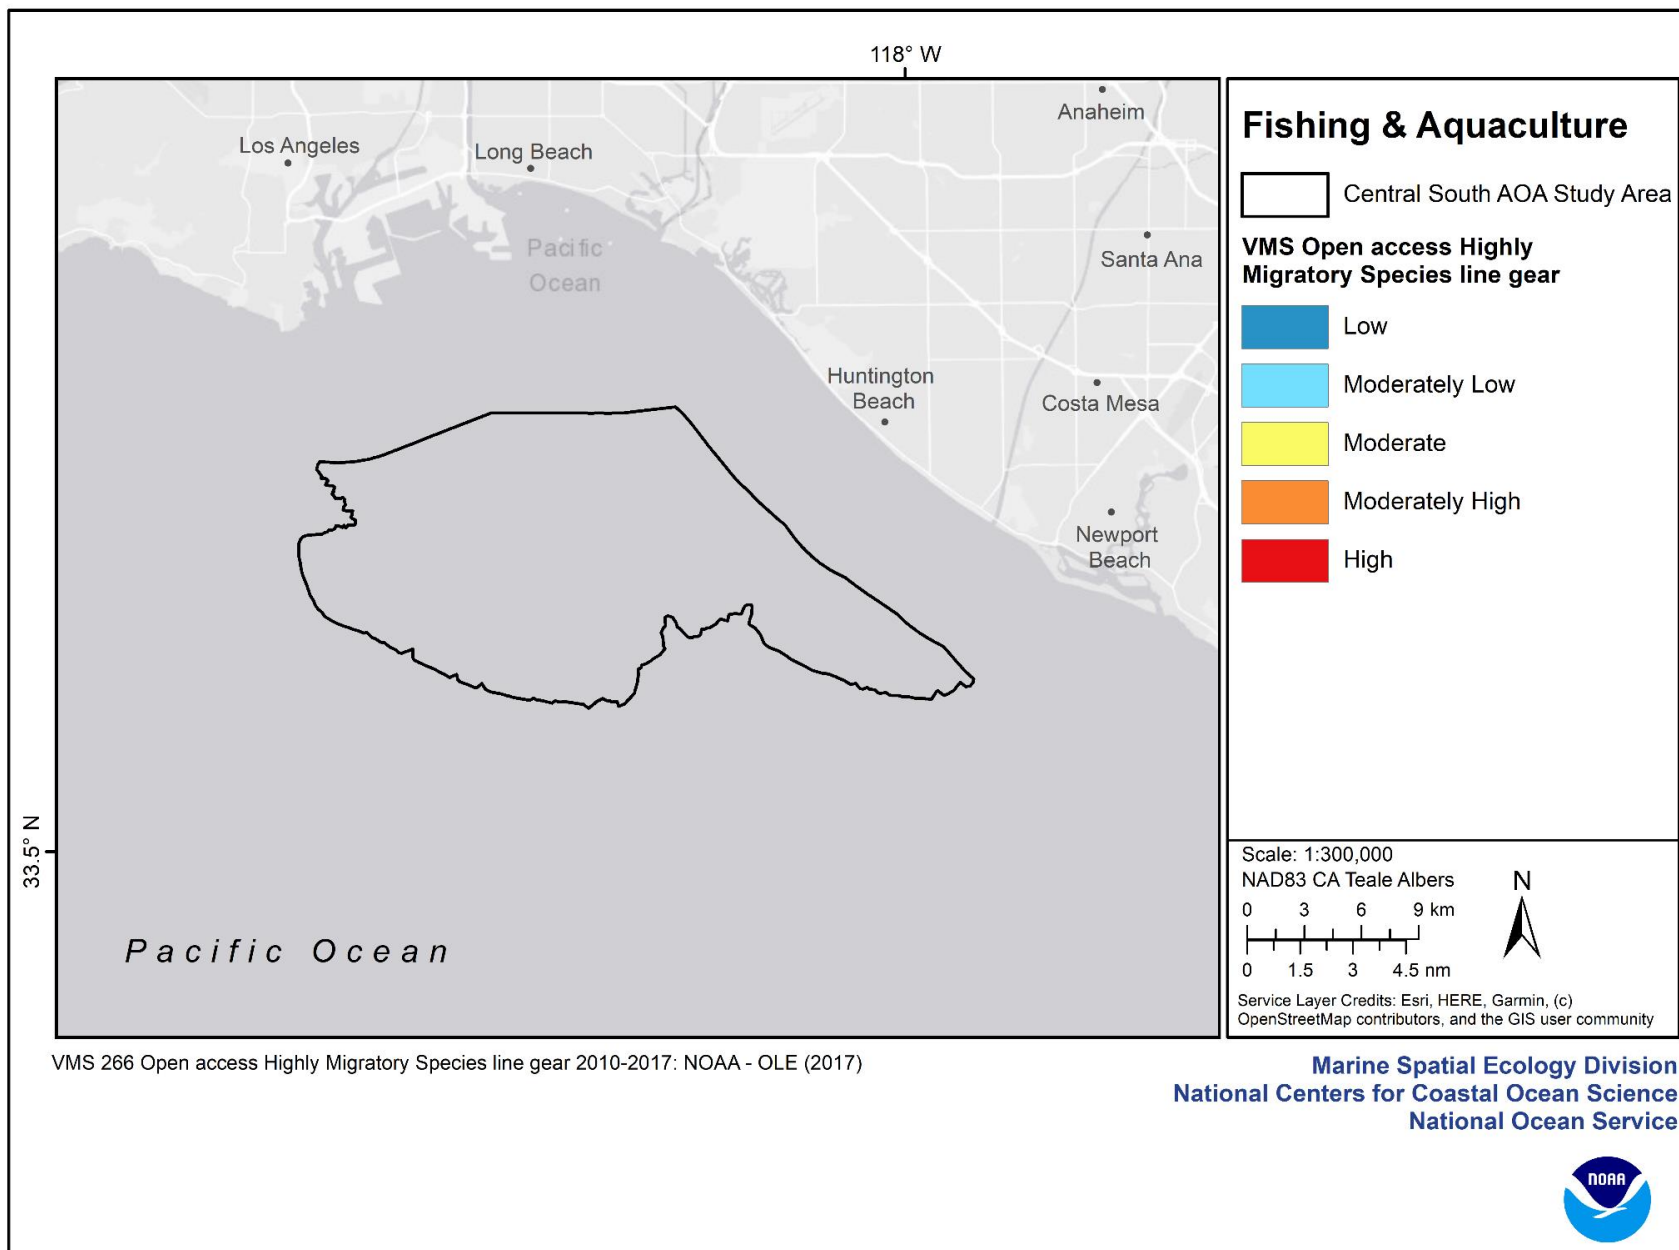 118° W
Anaheim
Los Angeles
Long Beach
Pacific
Ocean
Santa Ana
Huntington
Beach
Costa Mesa
Newport
Beach
33.5° N
Pacific Ocean
Fishing & Aquaculture
Central South AOA Study Area
VMS Open access Highly
Migratory Species line gear
Low
Moderately Low
Moderate
Moderately High
High
Scale: 1:300,000
NAD83 CA Teale Albers
0 3 6 9 km
0 1.5 3 4.5 nm
N
Service Layer Credits: Esri, HERE, Garmin, (c)
OpenStreetMap contributors, and the GIS user community
VMS 266 Open access Highly Migratory Species line gear 2010-2017: NOAA - OLE (2017)
Marine Spatial Ecology Division
National Centers for Coastal Ocean Science
National Ocean Service
NOAA